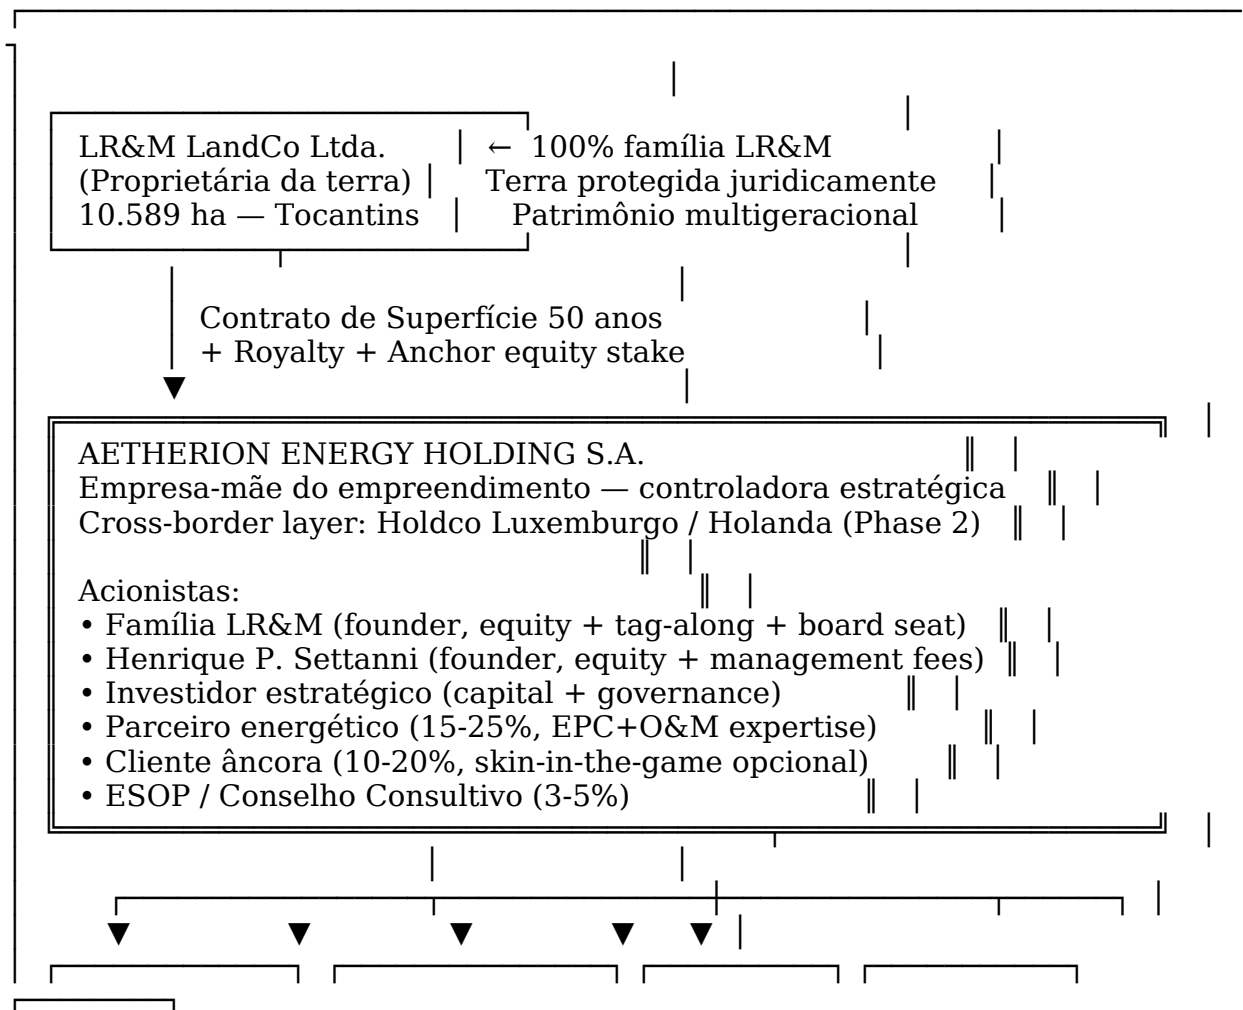 LR&M LandCo Ltda. │ ← 100% família LR&M │
(Proprietária da terra) │ Terra protegida juridicamente │
10.589 ha — Tocantins │ Patrimônio multigeracional │
Contrato de Superfície 50 anos │
+ Royalty + Anchor equity stake │
▼ │
AETHERION ENERGY HOLDING S.A. ║ │
Empresa-mãe do empreendimento — controladora estratégica ║ │
Cross-border layer: Holdco Luxemburgo / Holanda (Phase 2) ║ │
Acionistas: ║ │
• Família LR&M (founder, equity + tag-along + board seat) ║ │
• Henrique P. Settanni (founder, equity + management fees) ║ │
• Investidor estratégico (capital + governance) ║ │
• Parceiro energético (15-25%, EPC+O&M expertise) ║ │
• Cliente âncora (10-20%, skin-in-the-game opcional) ║ │
• ESOP / Conselho Consultivo (3-5%) ║ │
▼ ▼ ▼ ▼ ▼ │